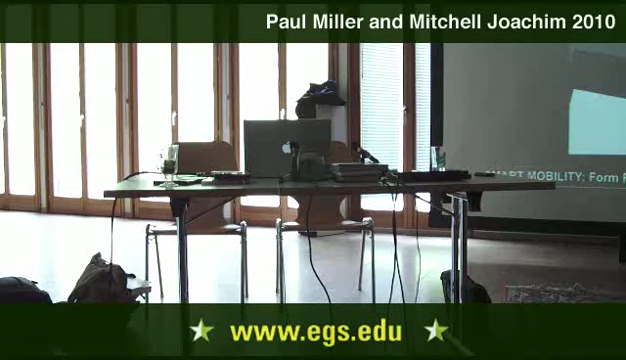 Paul Miller and Mitchell Joachim 2010
SMART MOBILITY: Form
www.egs.edu